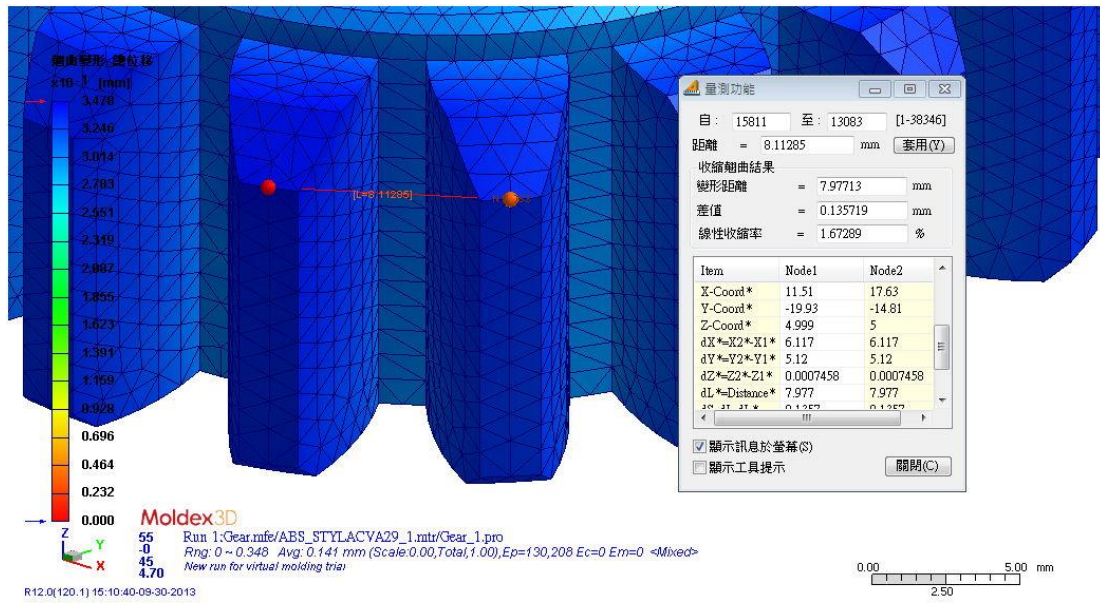 翹曲變形-總位移
x10^-1 [mm]
3.478
3.246
3.014
2.783
2.551
2.319
2.087
1.855
1.623
1.391
1.159
0.928
0.696
0.464
0.232
0.000
[L=8.11285]
量測功能
自: 15811 至: 13083 [1-38346]
距離 = 8.11285 mm 套用(Y)
收縮翹曲結果
變形距離 = 7.97713 mm
差值 = 0.135719 mm
線性收縮率 = 1.67289 %
Item Node1 Node2
X-Coord* 11.51 17.63
Y-Coord* -19.93 -14.81
Z-Coord* 4.999 5
dX*=X2*-X1* 6.117 6.117
dY*=Y2*-Y1* 5.12 5.12
dZ*=Z2*-Z1* 0.0007458 0.0007458
dL*=Distance* 7.977 7.977
dS=dL-dL* 0.1357 0.1357
顯示訊息於螢幕(S)
顯示工具提示
關閉(C)
Moldex3D
Z
Y
X
55
-0
45
4.70
Run 1:Gear.mfe/ABS_STYLACVA29_1.mtr/Gear_1.pro
Rng: 0 ~ 0.348 Avg: 0.141 mm (Scale:0.00,Total,1.00),Ep=130,208 Ec=0 Em=0 <Mixed>
New run for virtual molding trial
R12.0(120.1) 15:10:40-09-30-2013
0.00 5.00 mm
2.50